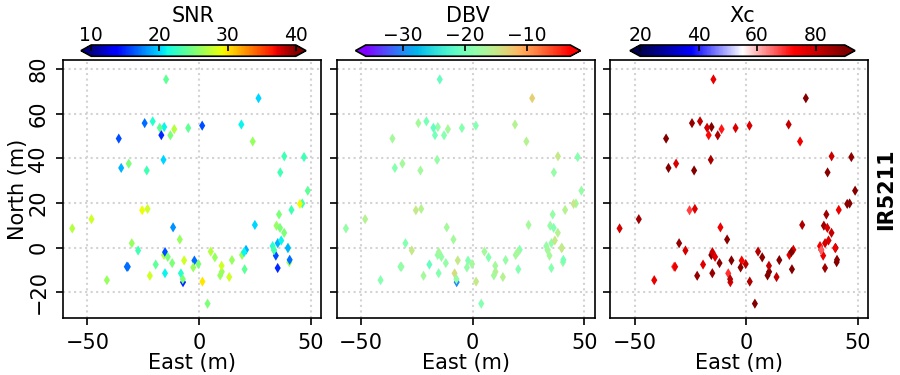 SNR DBV Xc
10 20 30 40 −30 −20 −10 20 40 60 80
80
60
40
20
0
−20
North (m)
−50 0 50 −50 0 50 −50 0 50
East (m) East (m) East (m)
IR5211